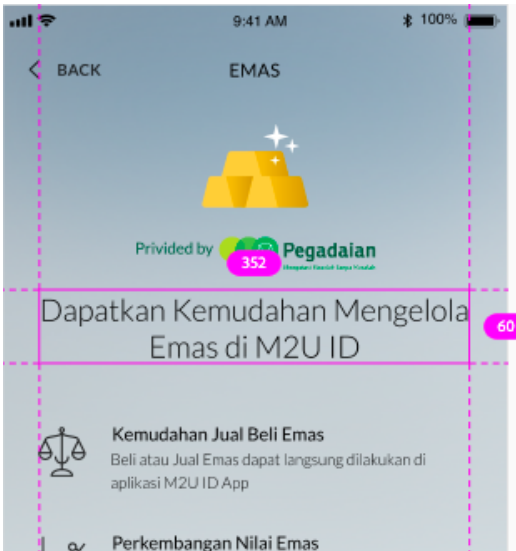 9:41 AM
100%
BACK
EMAS
Privided by
Pegadaian
352
Dapatkan Kemudahan Mengelola
60
Emas di M2U ID
Kemudahan Jual Beli Emas
Beli atau Jual Emas dapat langsung dilakukan di
aplikasi M2U ID App
Perkembangan Nilai Emas